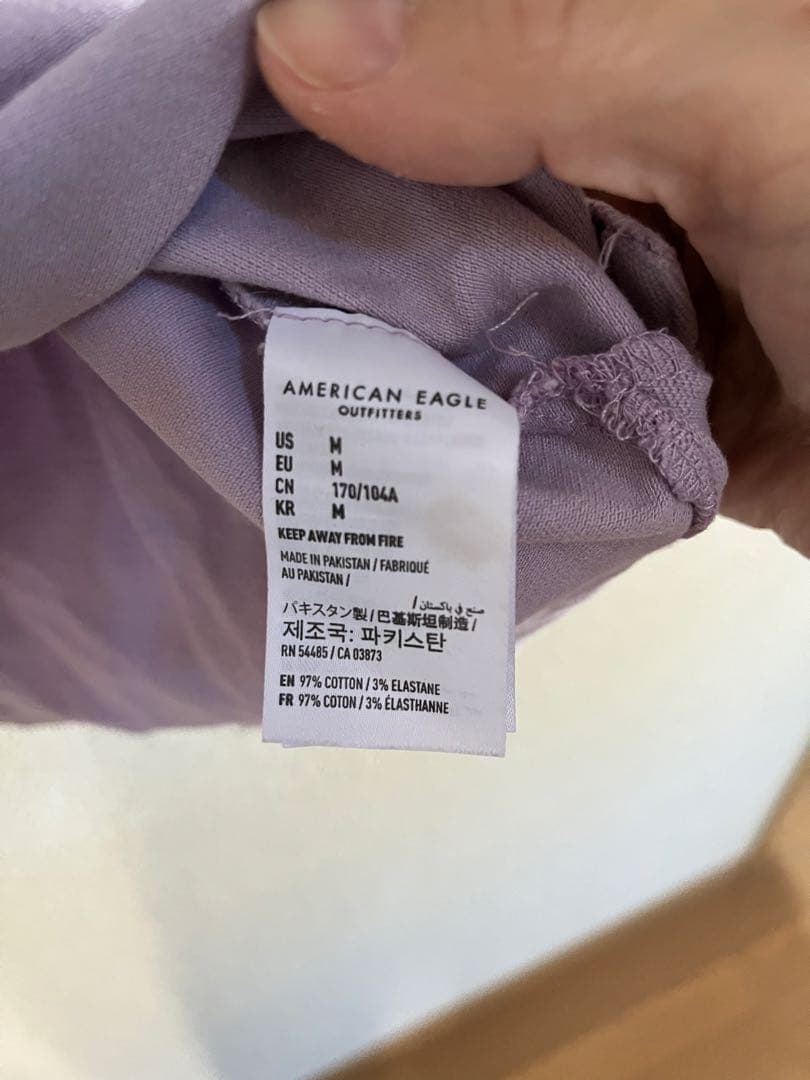 AMERICAN EAGLE
OUTFITTERS
US M
EU M
CN 170/104A
KR M
KEEP AWAY FROM FIRE
MADE IN PAKISTAN / FABRIQUÉ
AU PAKISTAN /
صنع في باكستان /
パキスタン製 / 巴基斯坦制造 /
제조국: 파키스탄
RN 54485 / CA 03873
EN 97% COTTON / 3% ELASTANE
FR 97% COTON / 3% ÉLASTHANNE